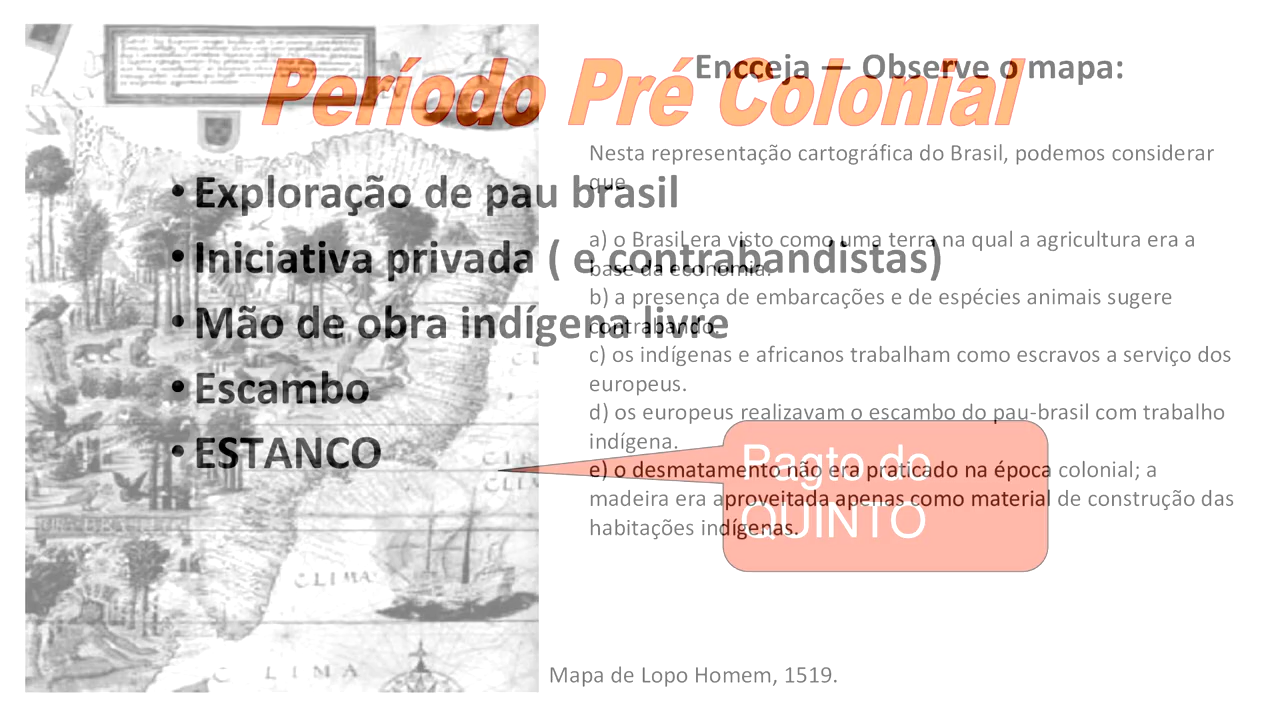 Período Pré Colonial
• Exploração de pau brasil
• Iniciativa privada ( e contrabandistas)
• Mão de obra indígena livre
• Escambo
• ESTANCO
Pagto do
QUINTO
Encceja — Observe o mapa:
Nesta representação cartográfica do Brasil, podemos considerar
que
a) o Brasil era visto como uma terra na qual a agricultura era a
base da economia.
b) a presença de embarcações e de espécies animais sugere
contrabando.
c) os indígenas e africanos trabalham como escravos a serviço dos
europeus.
d) os europeus realizavam o escambo do pau-brasil com trabalho
indígena.
e) o desmatamento não era praticado na época colonial; a
madeira era aproveitada apenas como material de construção das
habitações indígenas.
CLIMA
LIMA
Mapa de Lopo Homem, 1519.